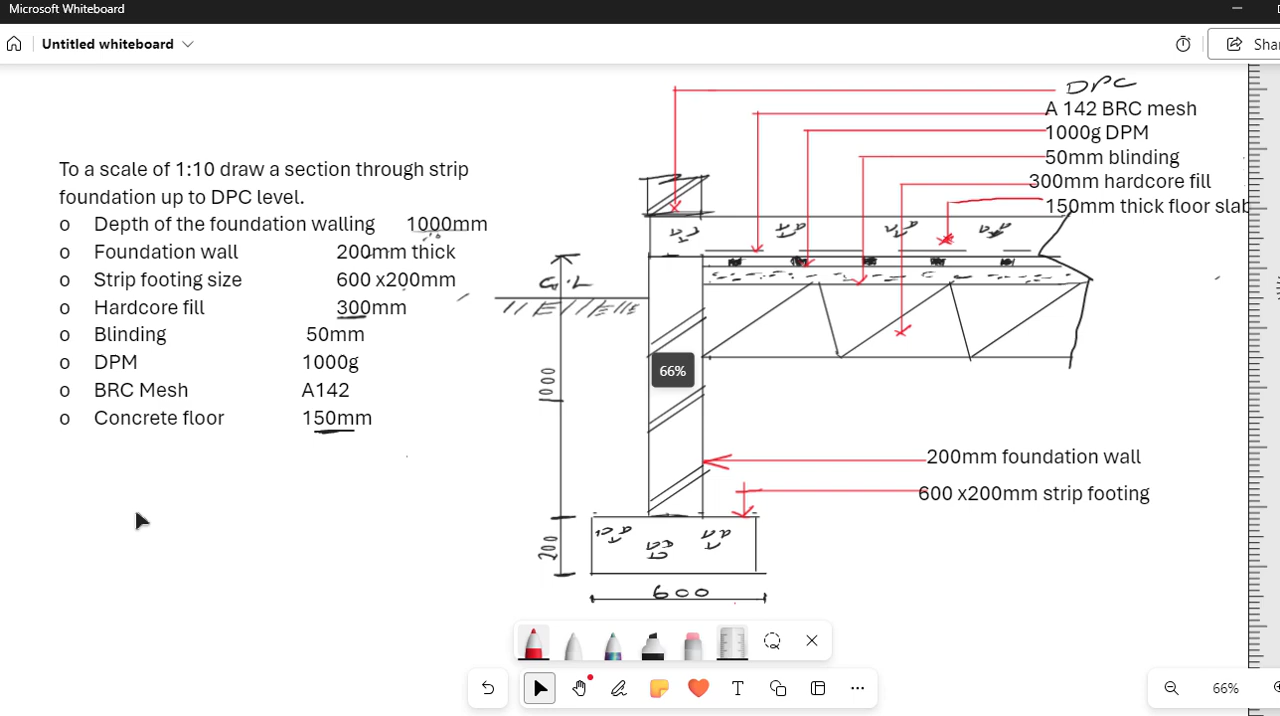 Microsoft Whiteboard
Untitled whiteboard
Shar
To a scale of 1:10 draw a section through strip
foundation up to DPC level.
o Depth of the foundation walling 1000mm
o Foundation wall 200mm thick
o Strip footing size 600 x200mm
o Hardcore fill 300mm
o Blinding 50mm
o DPM 1000g
o BRC Mesh A142
o Concrete floor 150mm
DPC
A 142 BRC mesh
1000g DPM
50mm blinding
300mm hardcore fill
150mm thick floor slab
G.L
66%
1000
200mm foundation wall
600 x200mm strip footing
200
600
66%